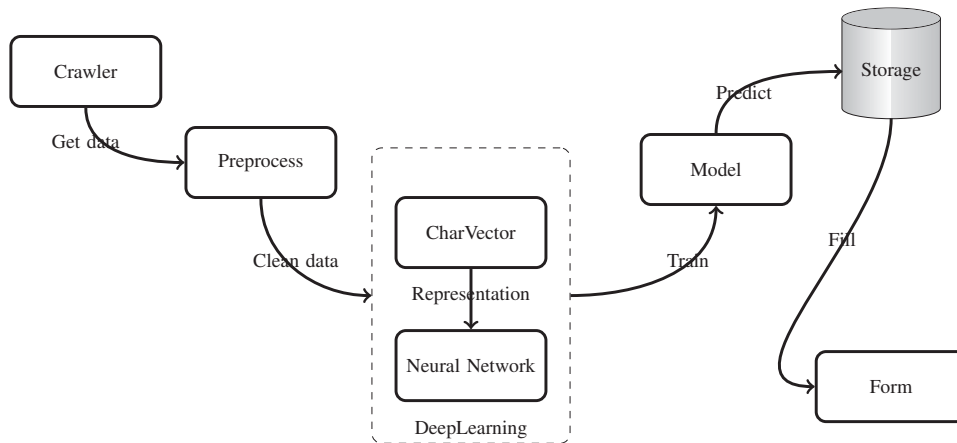 Crawler
Get data
Preprocess
Clean data
CharVector
Representation
Neural Network
DeepLearning
Train
Model
Predict
Storage
Fill
Form